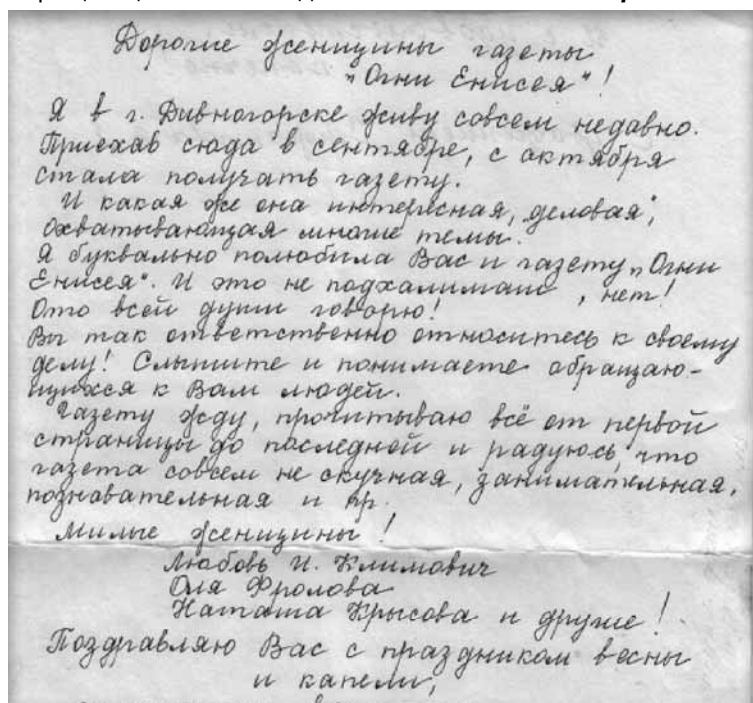 Дорогие женщины газеты
"Огни Енисея"!
Я в г. Дивногорске живу совсем недавно.
Приехав сюда в сентябре, с октября
стала получать газету.
И какая же она интересная, деловая,
охватывающая многие темы.
Я буквально полюбила Вас и газету „Огни
Енисея". И это не подхалимаш, нет!
Ото всей души говорю!
Вы так ответственно относитесь к своему
делу! Слышите и понимаете обращаю-
щихся к Вам людей.
Газету жду, прочитываю всё от первой
страницы до последней и радуюсь, что
газета совсем не скучная, занимательная,
познавательная и пр.
Милые женщины!
Любовь И. Климович
Оля Фролова
Наташа Крысова и другие!
Поздравляю Вас с праздником весны
и капели,